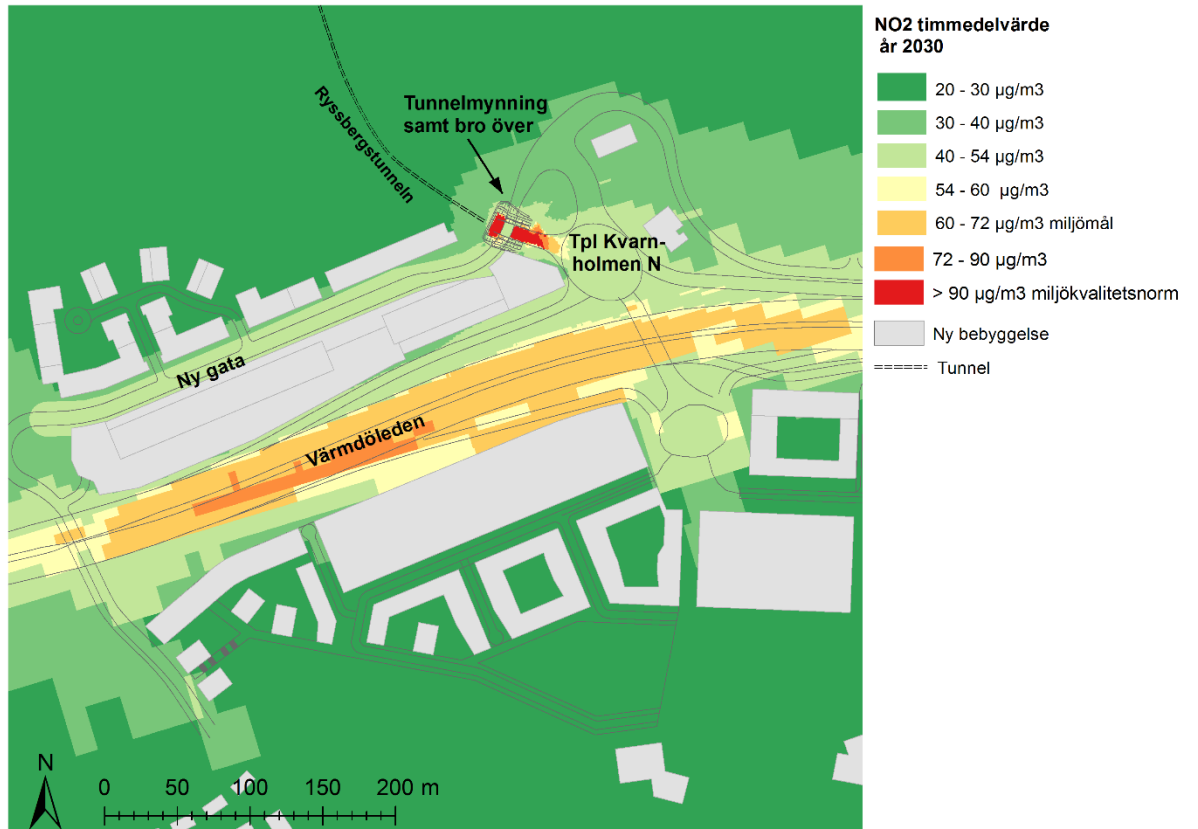 Ryssbergstunneln
Tunnelmynning
samt bro över
Tpl Kvarn-
holmen N
Ny gata
Värmdöleden
N
0 50 100 150 200 m
NO2 timmedelvärde
år 2030
20 - 30 µg/m3
30 - 40 µg/m3
40 - 54 µg/m3
54 - 60 µg/m3
60 - 72 µg/m3 miljömål
72 - 90 µg/m3
> 90 µg/m3 miljökvalitetsnorm
Ny bebyggelse
Tunnel